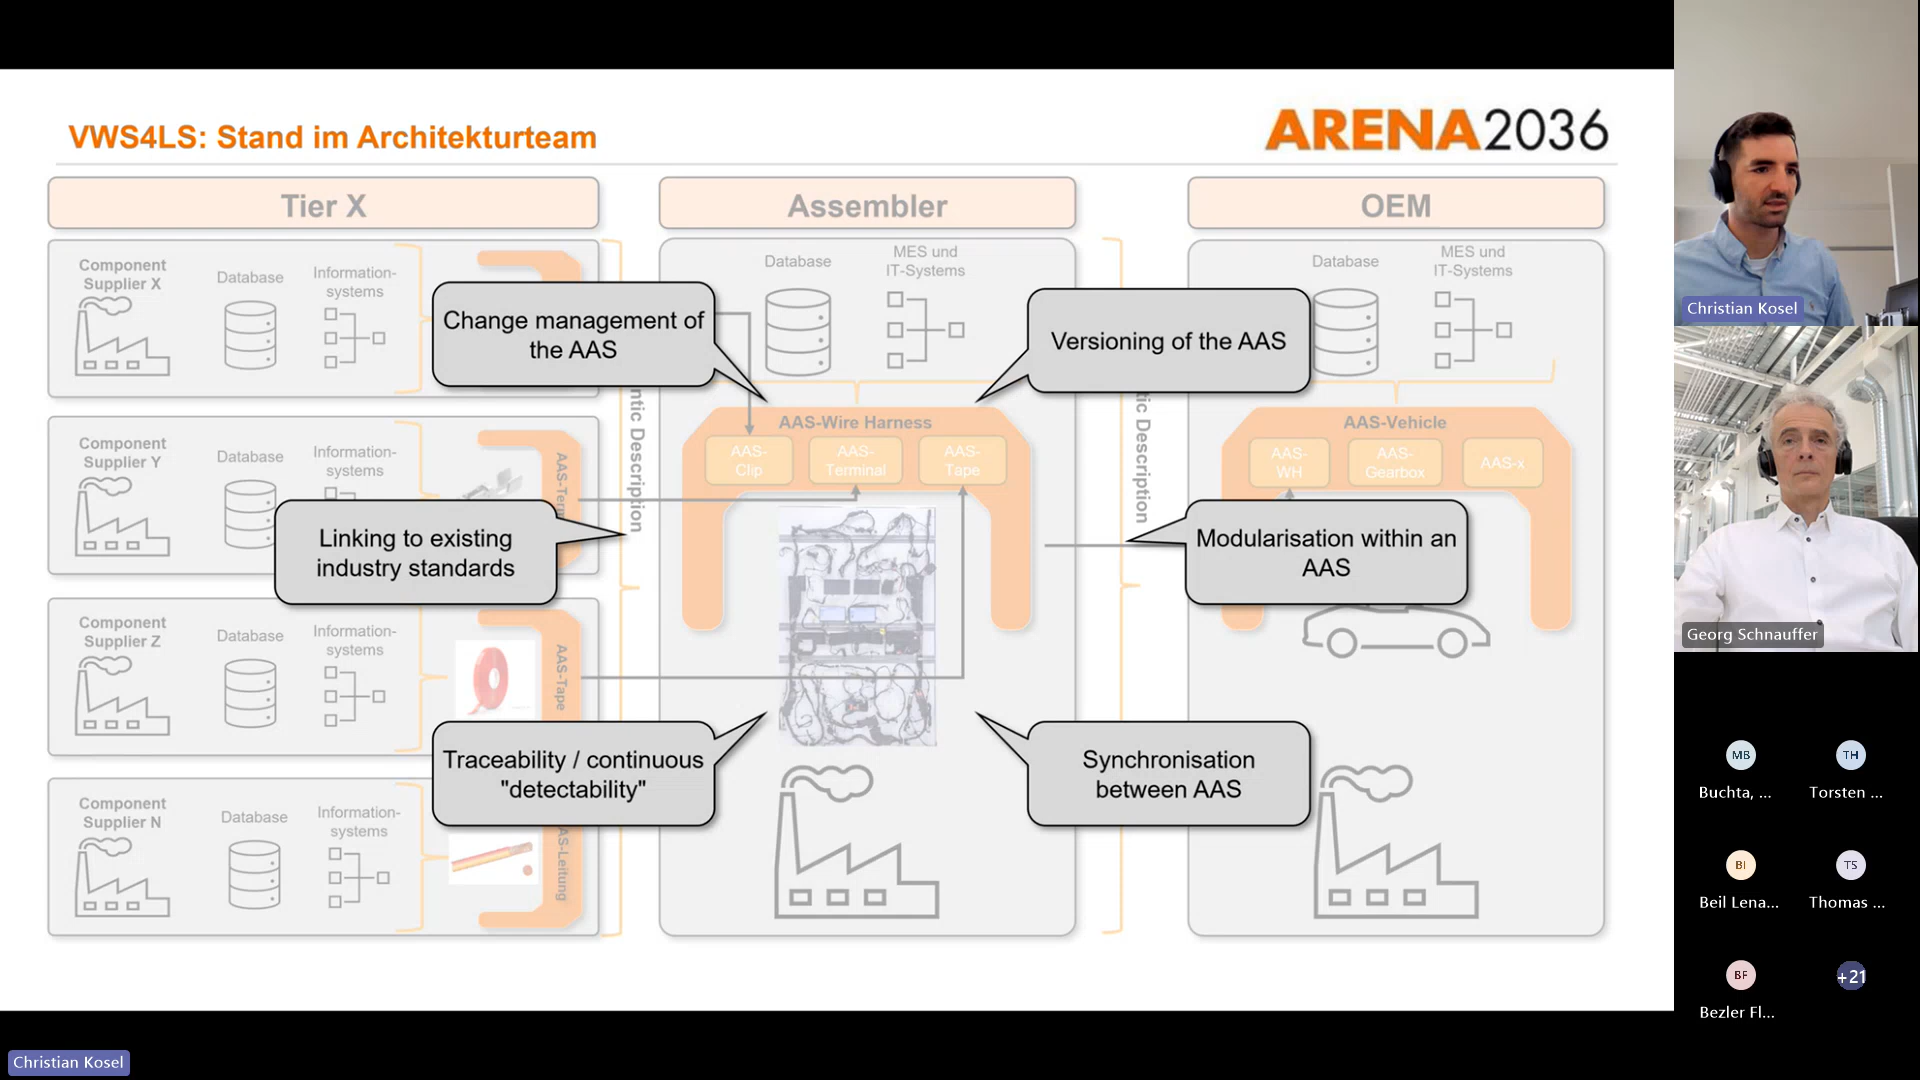 VWS4LS: Stand im Architekturteam
ARENA2036
Tier X
Assembler
OEM
Component
Supplier X
Database
Information-
systems
Component
Supplier Y
Database
Information-
systems
Component
Supplier Z
Database
Information-
systems
AAS-Tape
Component
Supplier N
Database
Information-
systems
AAS-Leitung
Description
Database
MES und
IT-Systems
AAS-Wire Harness
AAS-
Clip
AAS-
Terminal
AAS-
Tape
Description
Database
MES und
IT-Systems
AAS-Vehicle
AAS-
WH
AAS-
Gearbox
AAS-x
Change management of
the AAS
Versioning of the AAS
Linking to existing
industry standards
Modularisation within an
AAS
Traceability / continuous
"detectability"
Synchronisation
between AAS
Christian Kosel
Georg Schnauffer
MB
Buchta, ...
TH
Torsten ...
BI
Beil Lena...
TS
Thomas ...
BF
Bezler Fl...
+21
Christian Kosel